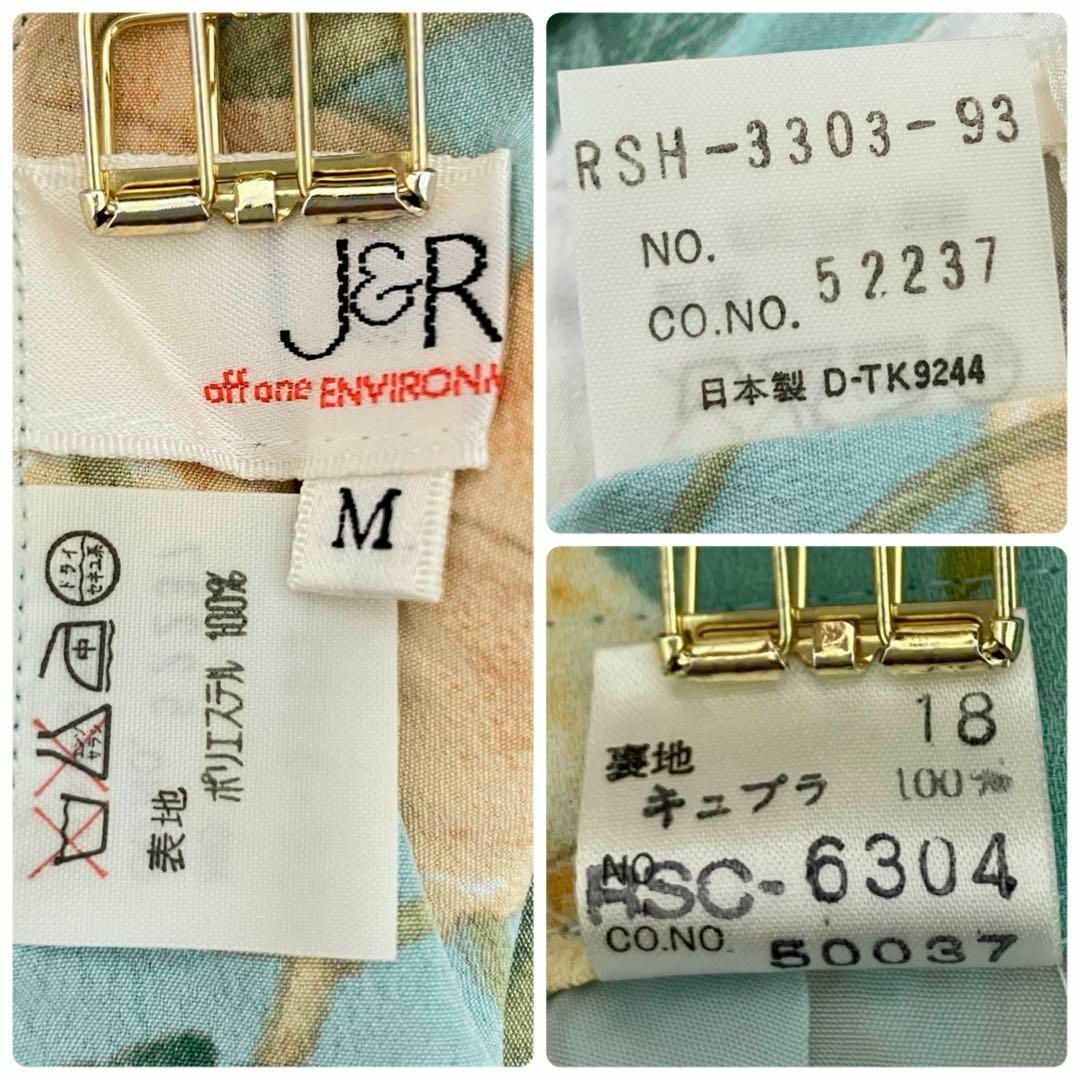 J&R
off one ENVIRON
M
ドライ
セキユ系
中
エンソ
サラシ
表地
ポリエステル 100%
RSH-3303-93
NO.
52237
CO.NO.
日本製 D-TK9244
18
裏地
キュプラ 100%
NO.
RSC-6304
CO.NO.
50037